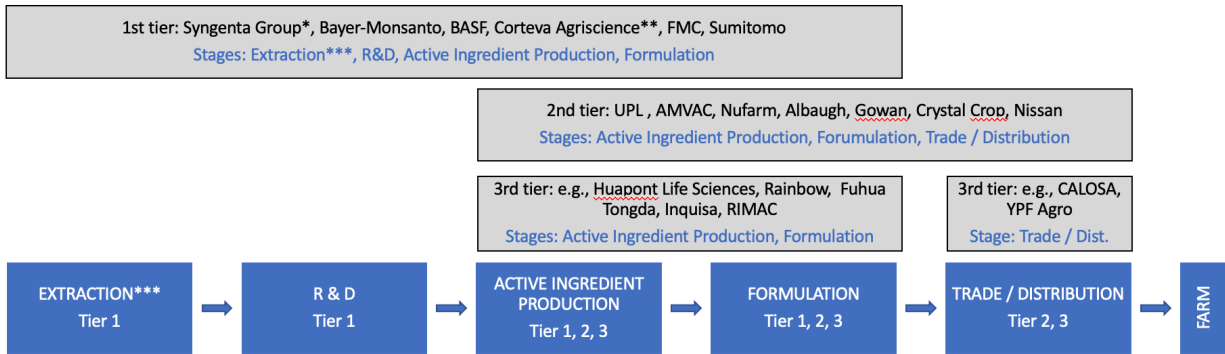 1st tier: Syngenta Group*, Bayer-Monsanto, BASF, Corteva Agriscience**, FMC, Sumitomo
Stages: Extraction***, R&D, Active Ingredient Production, Formulation
2nd tier: UPL , AMVAC, Nufarm, Albaugh, Gowan, Crystal Crop, Nissan
Stages: Active Ingredient Production, Forumulation, Trade / Distribution
3rd tier: e.g., Huapont Life Sciences, Rainbow, Fuhua
Tongda, Inquisa, RIMAC
Stages: Active Ingredient Production, Formulation
3rd tier: e.g., CALOSA,
YPF Agro
Stage: Trade / Dist.
EXTRACTION***
Tier 1
R & D
Tier 1
ACTIVE INGREDIENT
PRODUCTION
Tier 1, 2, 3
FORMULATION
Tier 1, 2, 3
TRADE / DISTRIBUTION
Tier 2, 3
FARM